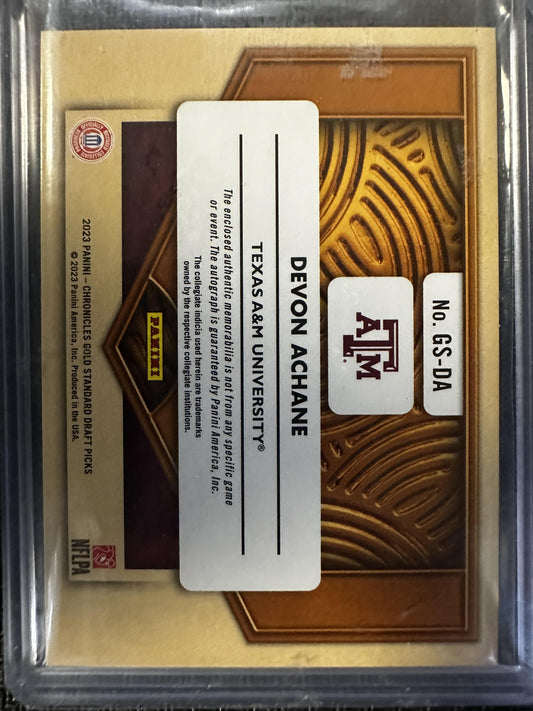 No. GS-DA
ATM
DEVON ACHANE
TEXAS A&M UNIVERSITY®
The enclosed authentic memorabilia is not from any specific game
or event. The autograph is guaranteed by Panini America, Inc.
The collegiate indicia used herein are trademarks
owned by the respective collegiate institutions.
PANINI
2023 PANINI – CHRONICLES GOLD STANDARD DRAFT PICKS
© 2023 Panini America, Inc. Produced in the USA.
NFLPA